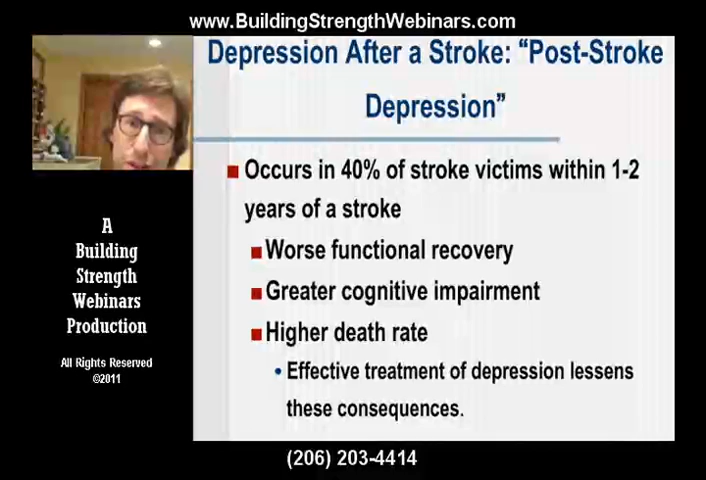 www.BuildingStrengthWebinars.com
Depression After a Stroke: “Post-Stroke
Depression”
■ Occurs in 40% of stroke victims within 1-2
years of a stroke
■ Worse functional recovery
■ Greater cognitive impairment
■ Higher death rate
• Effective treatment of depression lessens
these consequences.
A
Building
Strength
Webinars
Production
All Rights Reserved
©2011
(206) 203-4414